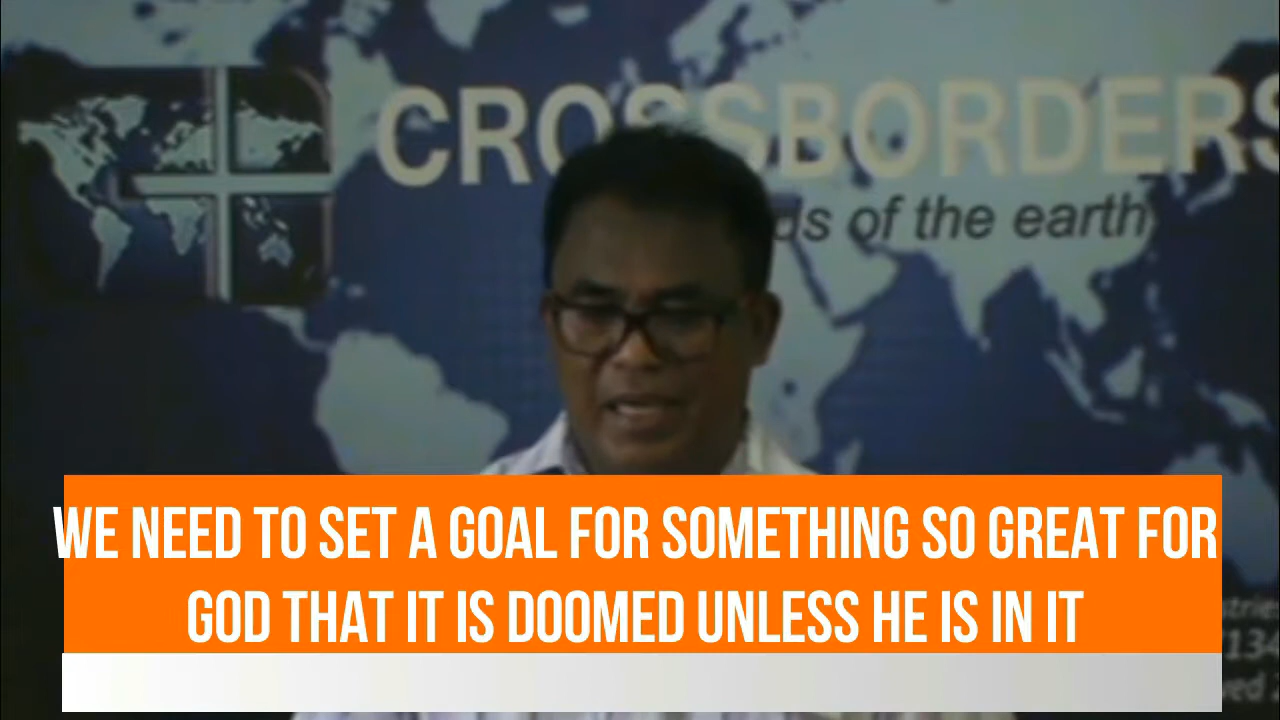 CROSSBORDERS
of the earth
WE NEED TO SET A GOAL FOR SOMETHING SO GREAT FOR
GOD THAT IT IS DOOMED UNLESS HE IS IN IT